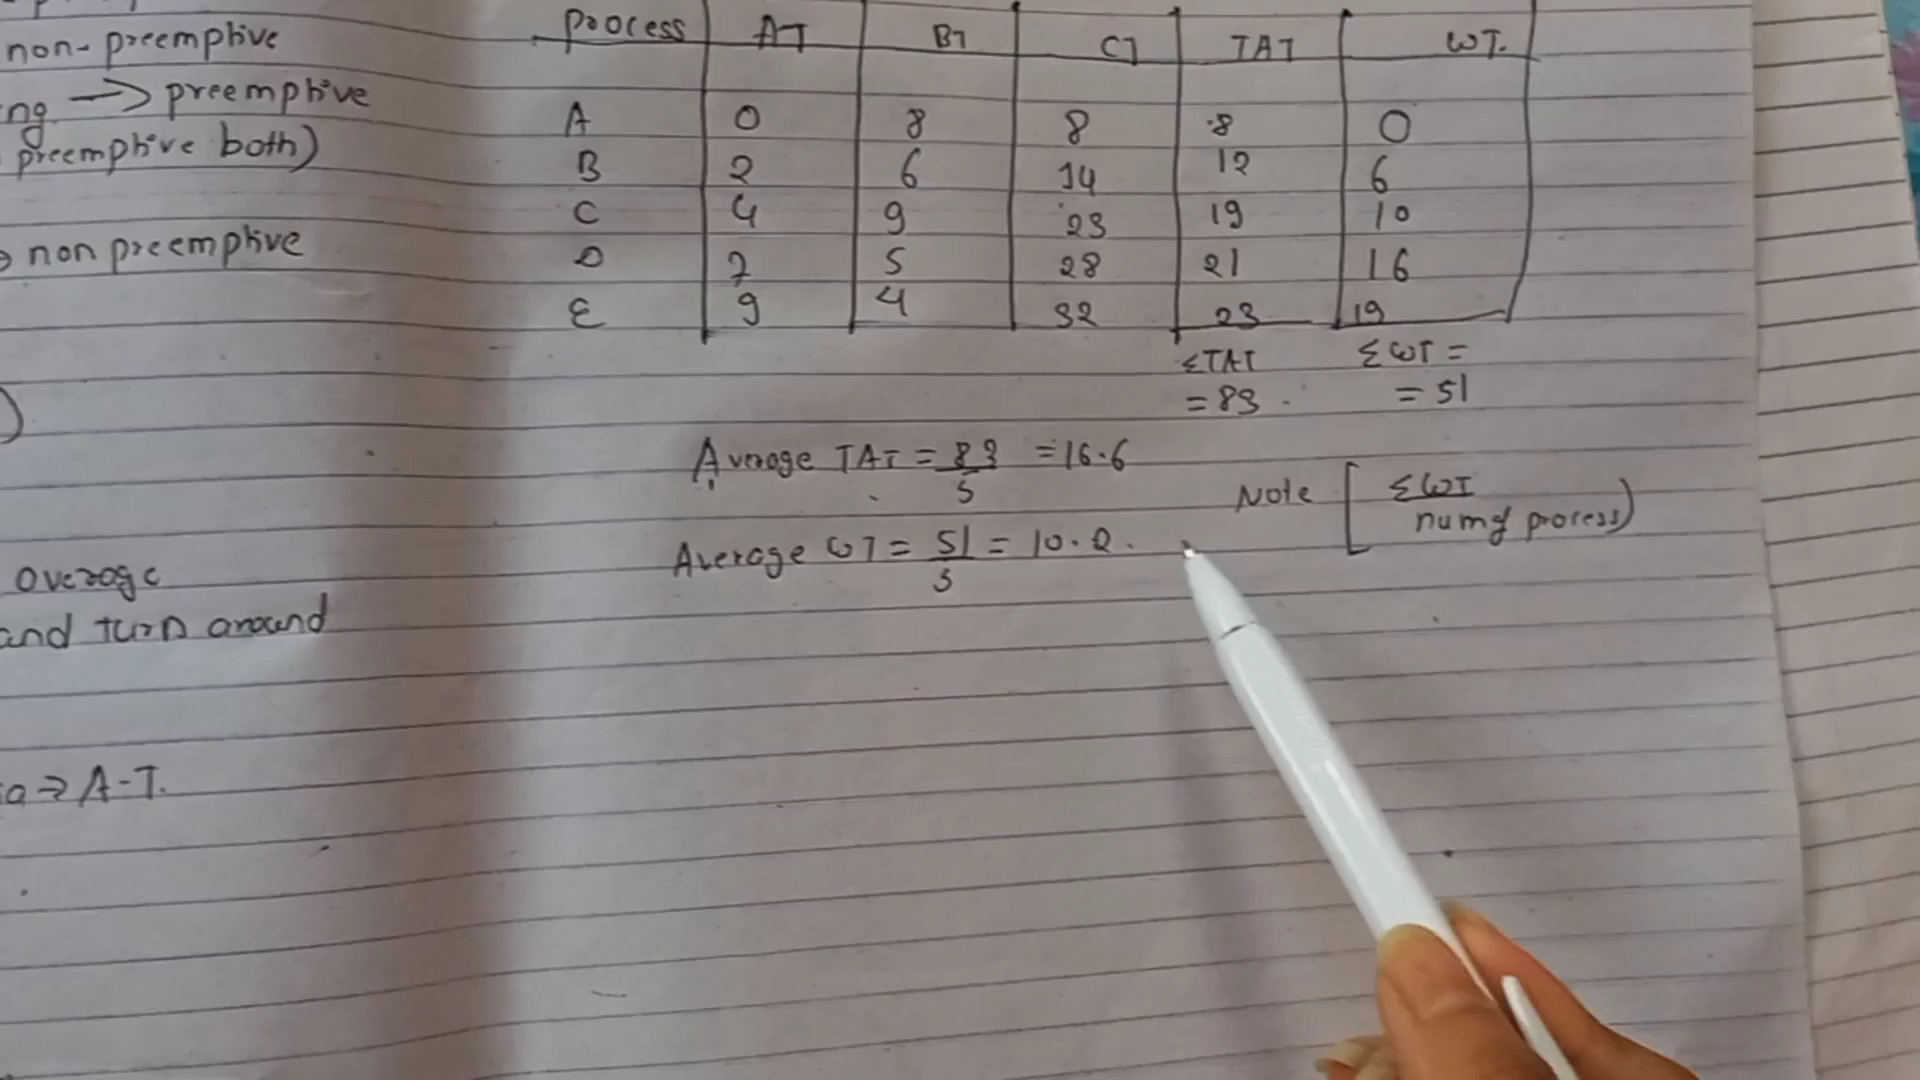 non-preemptive
ng → preemptive
preemptive both)
non preemptive
)
average
and turn around
ia → A-T.
Process AT BT CT TAT WT.
A 0 8 8 8 0
B 2 6 14 12 6
C 4 9 23 19 10
D 7 5 28 21 16
E 9 4 32 23 19
ΣTAT
= 83
ΣWT =
= 51
Average TAT = 83 = 16.6
5
Average WT = 51 = 10.2.
5
Note [ ΣWT
num of process)